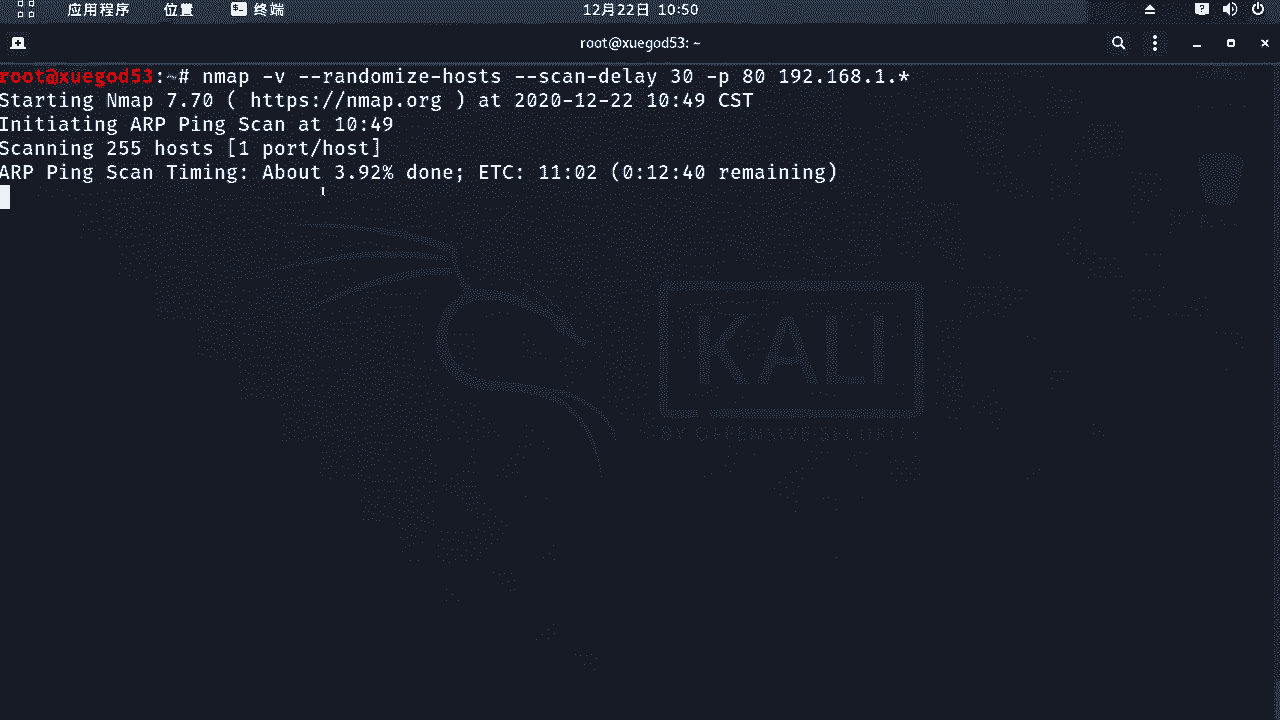 应用程序 位置 终端 12月22日 10:50
root@xuegod53: ~
root@xuegod53:~# nmap -v --randomize-hosts --scan-delay 30 -p 80 192.168.1.*
Starting Nmap 7.70 ( https://nmap.org ) at 2020-12-22 10:49 CST
Initiating ARP Ping Scan at 10:49
Scanning 255 hosts [1 port/host]
ARP Ping Scan Timing: About 3.92% done; ETC: 11:02 (0:12:40 remaining)
KALI
BY OFFENSIVE SECURITY